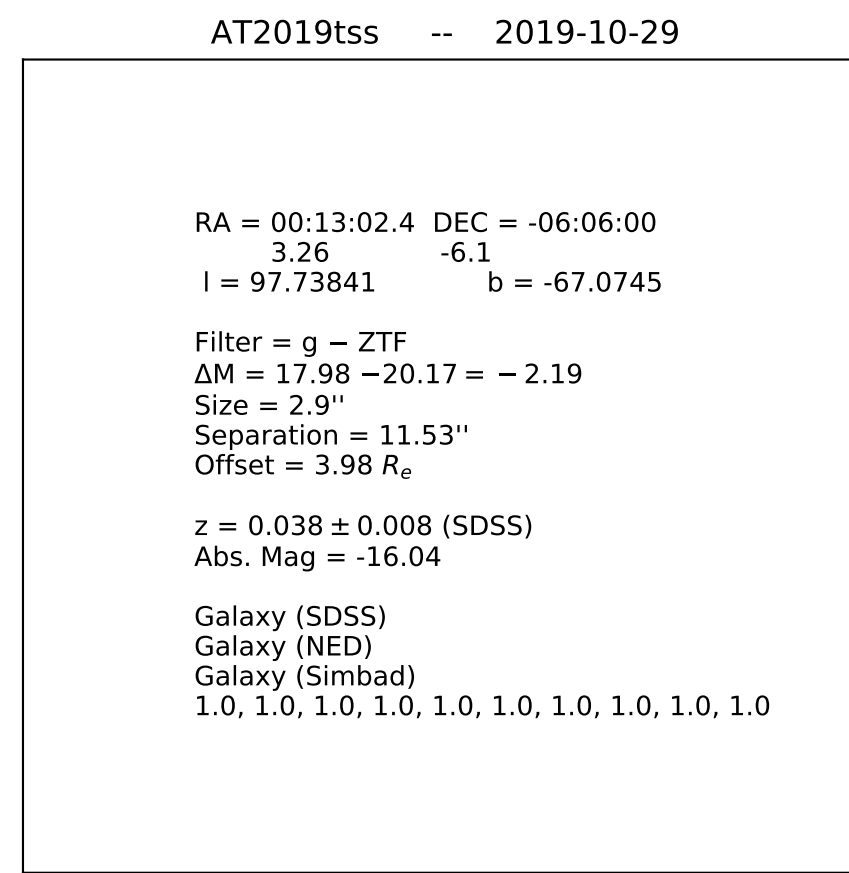 AT2019tss -- 2019-10-29
RA = 00:13:02.4 DEC = -06:06:00
3.26 -6.1
l = 97.73841 b = -67.0745
Filter = g − ZTF
ΔM = 17.98 −20.17 = − 2.19
Size = 2.9''
Separation = 11.53''
Offset = 3.98 Re
z = 0.038 ± 0.008 (SDSS)
Abs. Mag = -16.04
Galaxy (SDSS)
Galaxy (NED)
Galaxy (Simbad)
1.0, 1.0, 1.0, 1.0, 1.0, 1.0, 1.0, 1.0, 1.0, 1.0